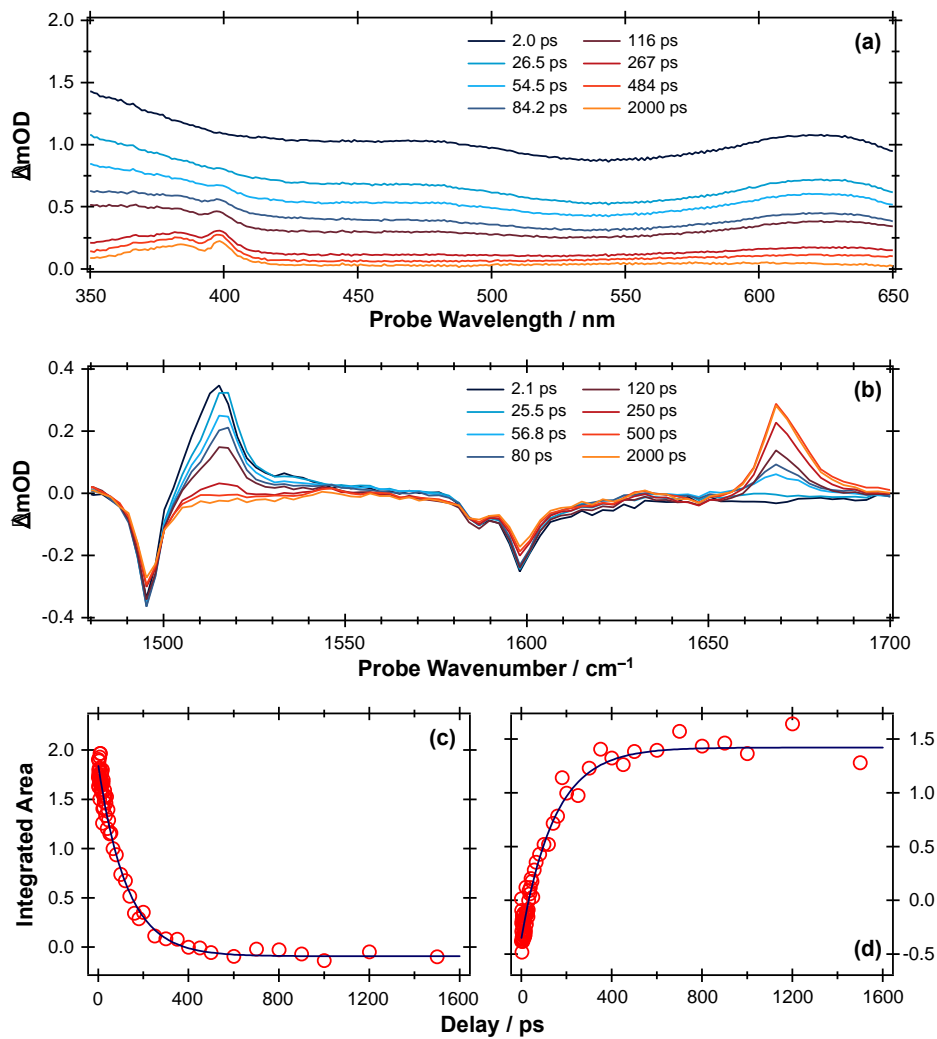 2.0
1.5
1.0
0.5
0.0
ΔmOD
2.0 ps
26.5 ps
54.5 ps
84.2 ps
116 ps
267 ps
484 ps
2000 ps
(a)
350 400 450 500 550 600 650
Probe Wavelength / nm
0.4
0.2
0.0
-0.2
-0.4
ΔmOD
2.1 ps
25.5 ps
56.8 ps
80 ps
120 ps
250 ps
500 ps
2000 ps
(b)
1500 1550 1600 1650 1700
Probe Wavenumber / cm⁻¹
2.0
1.5
1.0
0.5
0.0
Integrated Area
(c)
0 400 800 1200 1600
1.5
1.0
0.5
0.0
-0.5
(d)
0 400 800 1200 1600
Delay / ps